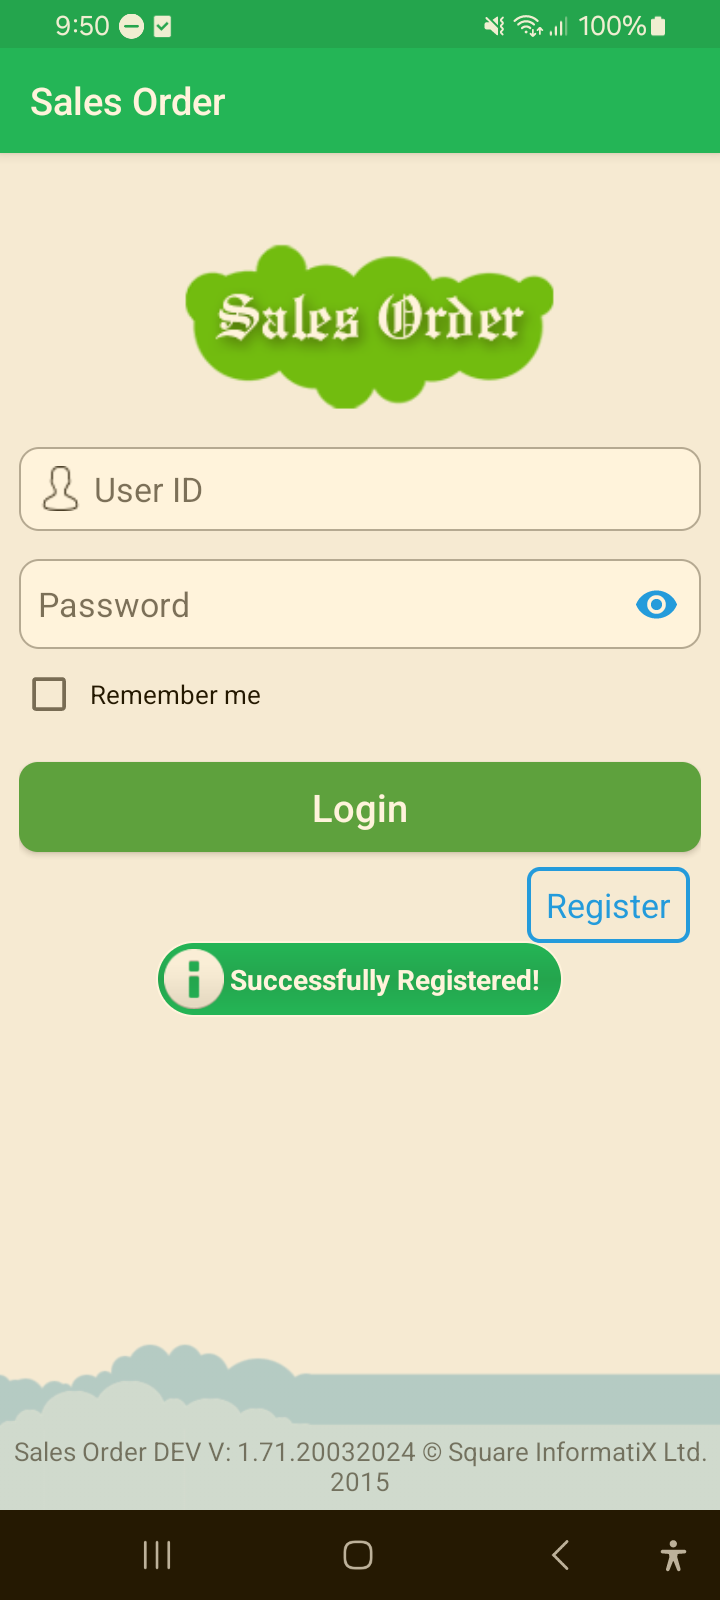 9:50
100%
Sales Order
Sales Order
User ID
Password
Remember me
Login
Register
Successfully Registered!
Sales Order DEV V: 1.71.20032024 © Square InformatiX Ltd.
2015